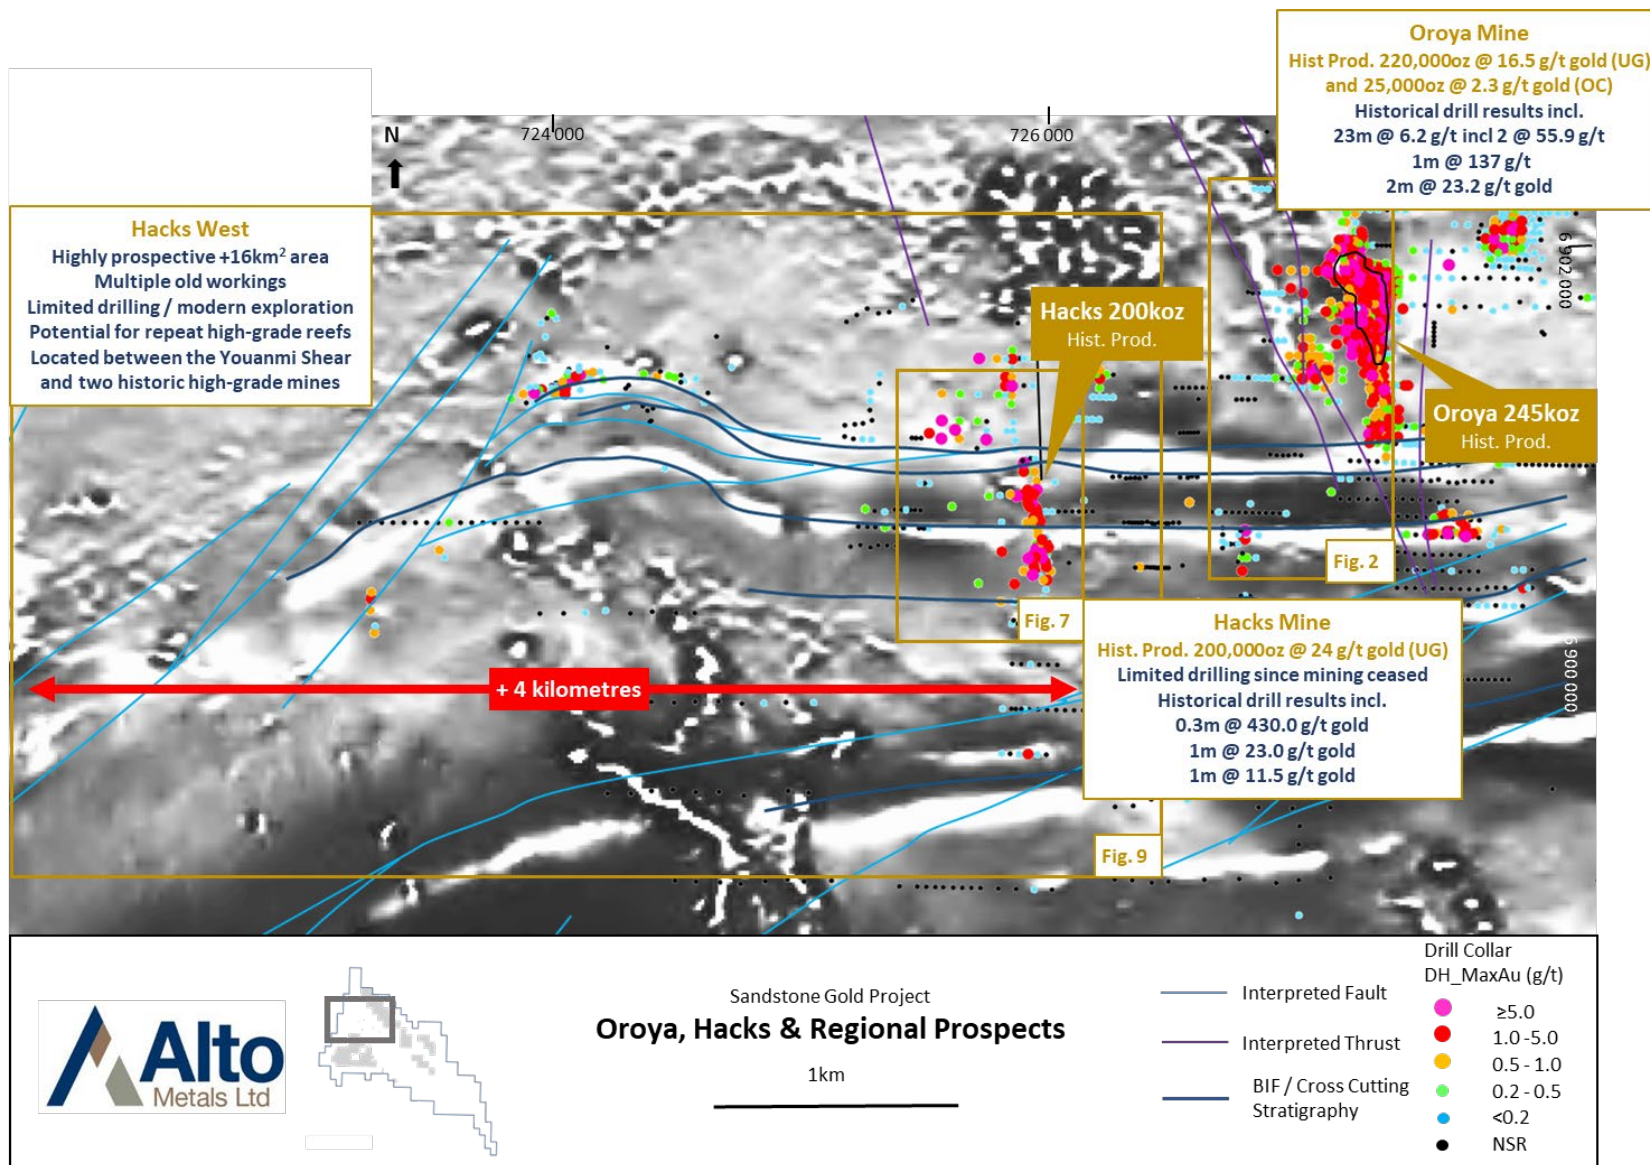 Oroya Mine
Hist Prod. 220,000oz @ 16.5 g/t gold (UG)
and 25,000oz @ 2.3 g/t gold (OC)
Historical drill results incl.
23m @ 6.2 g/t incl 2 @ 55.9 g/t
1m @ 137 g/t
2m @ 23.2 g/t gold
N
724 000
726 000
6 902 000
Hacks West
Highly prospective +16km² area
Multiple old workings
Limited drilling / modern exploration
Potential for repeat high-grade reefs
Located between the Youanmi Shear
and two historic high-grade mines
Hacks 200koz
Hist. Prod.
Oroya 245koz
Hist. Prod.
Fig. 2
Fig. 7
Hacks Mine
Hist. Prod. 200,000oz @ 24 g/t gold (UG)
Limited drilling since mining ceased
Historical drill results incl.
0.3m @ 430.0 g/t gold
1m @ 23.0 g/t gold
1m @ 11.5 g/t gold
6 900 000
+ 4 kilometres
Fig. 9
Alto
Metals Ltd
Sandstone Gold Project
Oroya, Hacks & Regional Prospects
1km
Interpreted Fault
Interpreted Thrust
BIF / Cross Cutting
Stratigraphy
Drill Collar
DH_MaxAu (g/t)
≥5.0
1.0 -5.0
0.5 - 1.0
0.2 - 0.5
<0.2
NSR